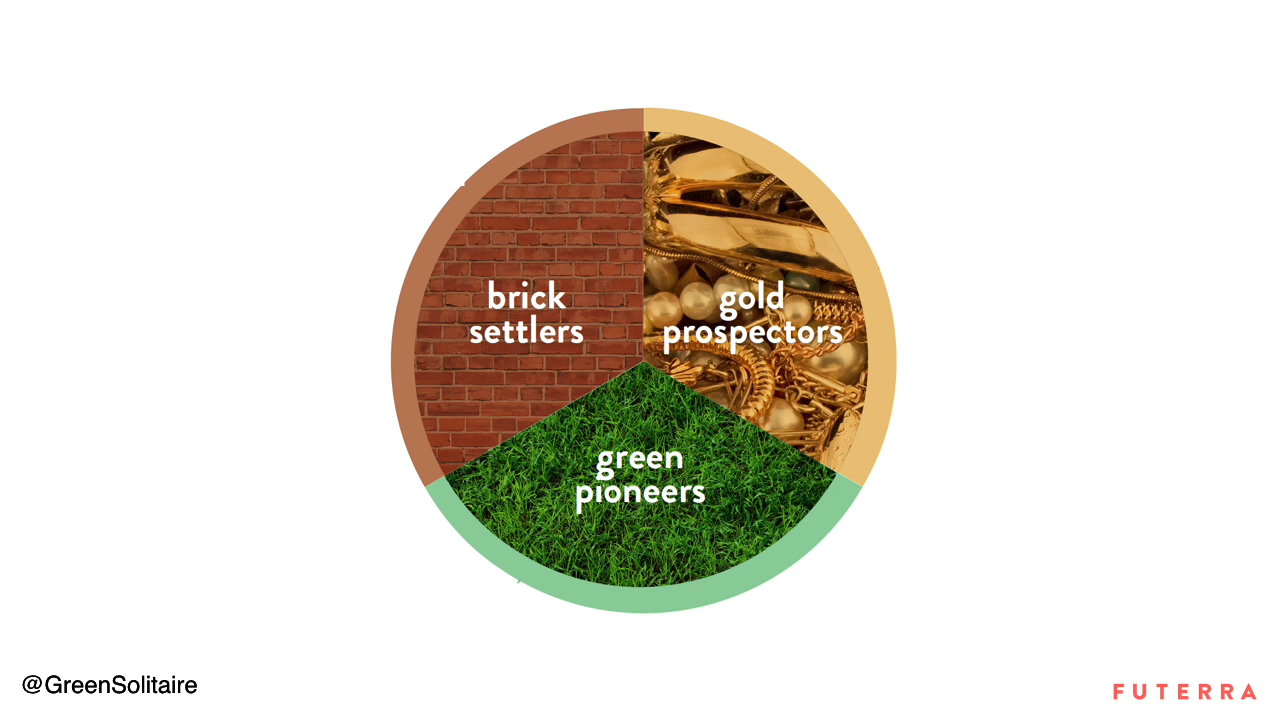 brick
settlers
gold
prospectors
green
pioneers
@GreenSolitaire
FUTERRA